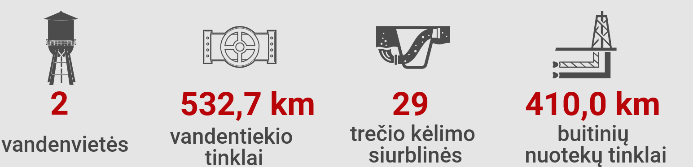 2
vandenvietės
532,7 km
vandentiekio
tinklai
29
trečio kėlimo
siurblinės
410,0 km
buitinių
nuotekų tinklai